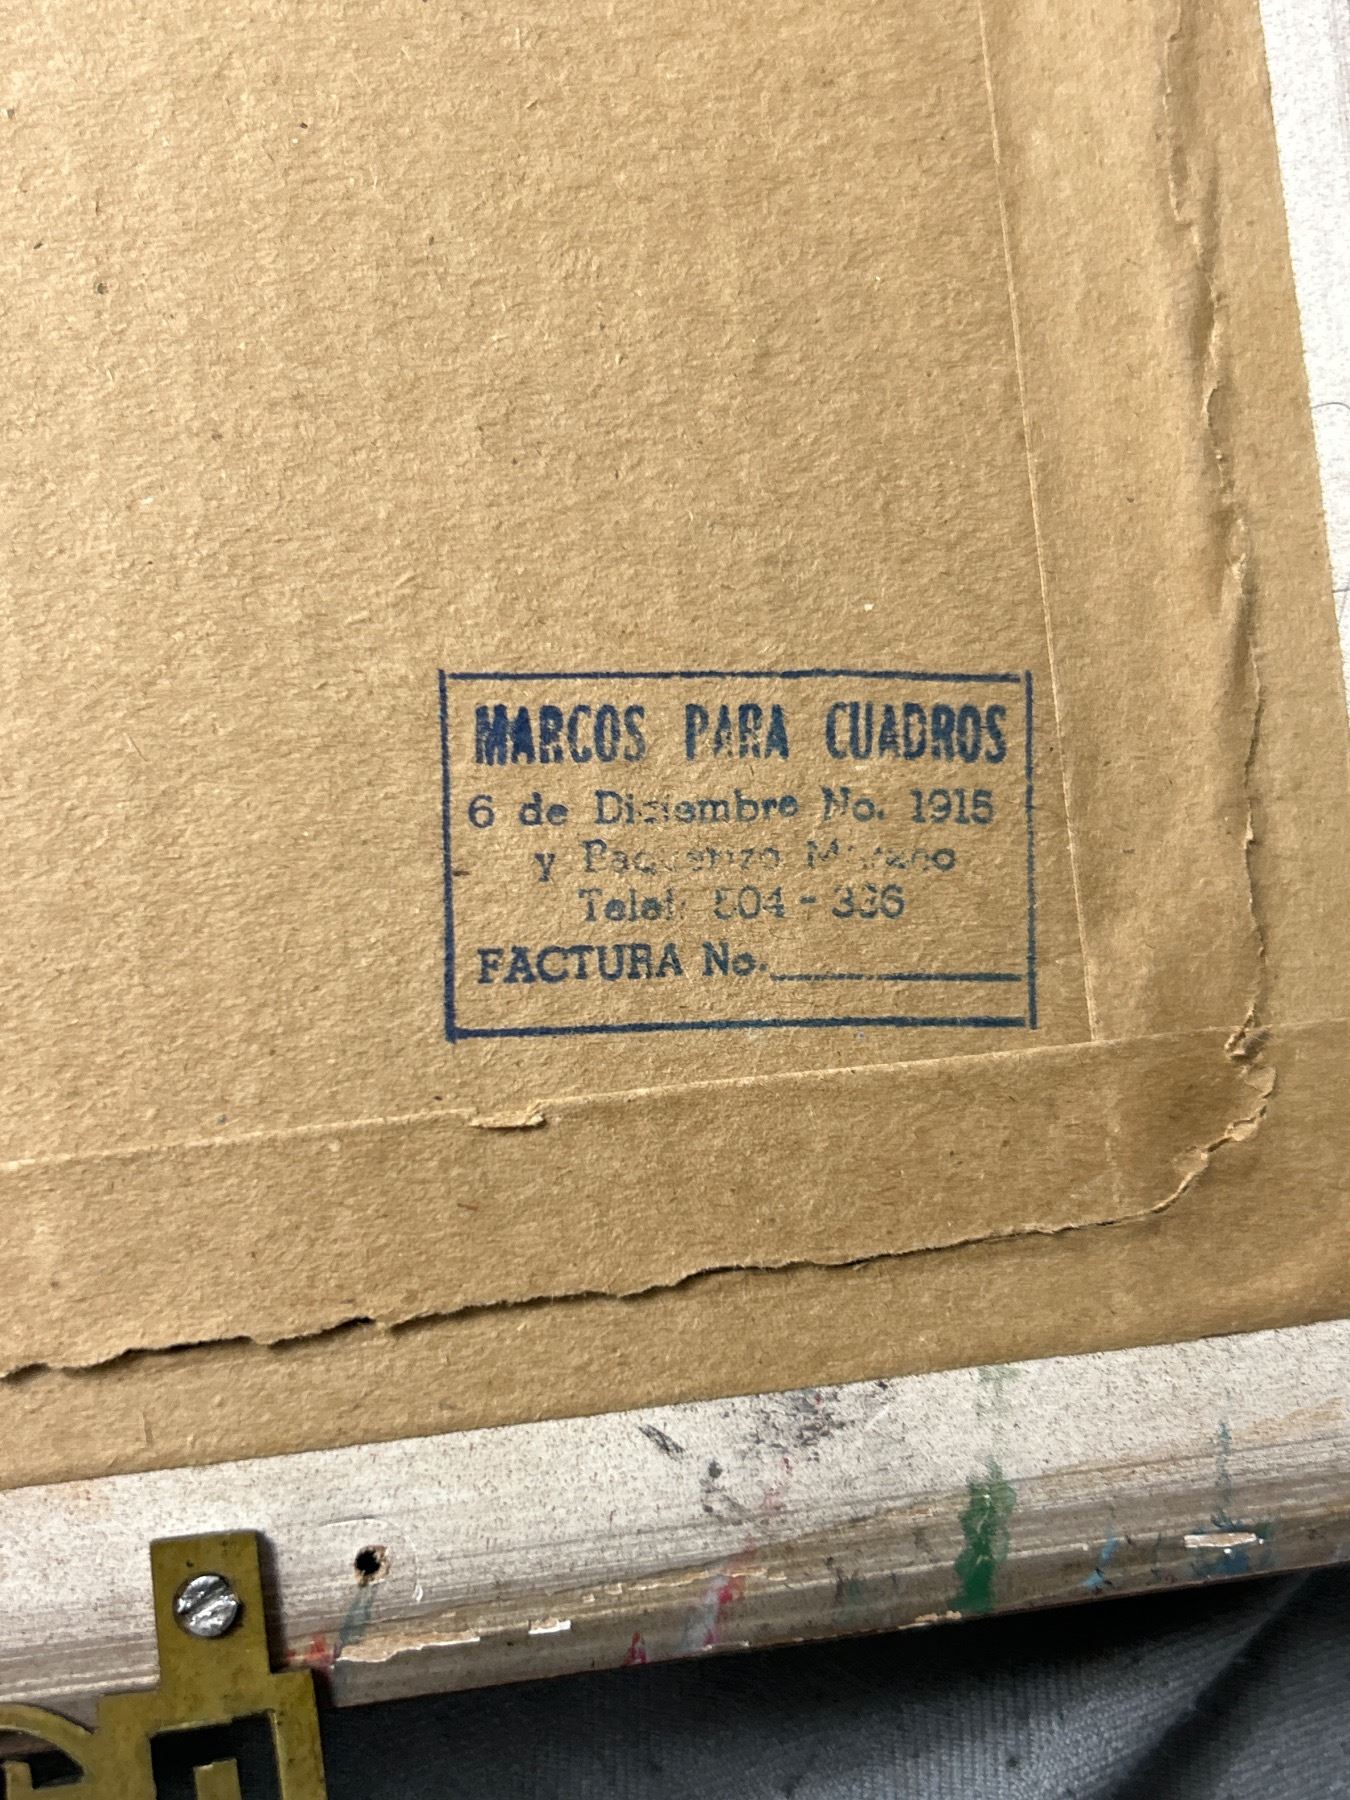 MARCOS PARA CUADROS
6 de Diciembre No. 1915
y
Telef. 504 - 336
FACTURA No.